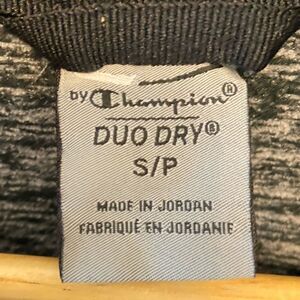 by Champion®
DUO DRY®
S/P
MADE IN JORDAN
FABRIQUÉ EN JORDANIE